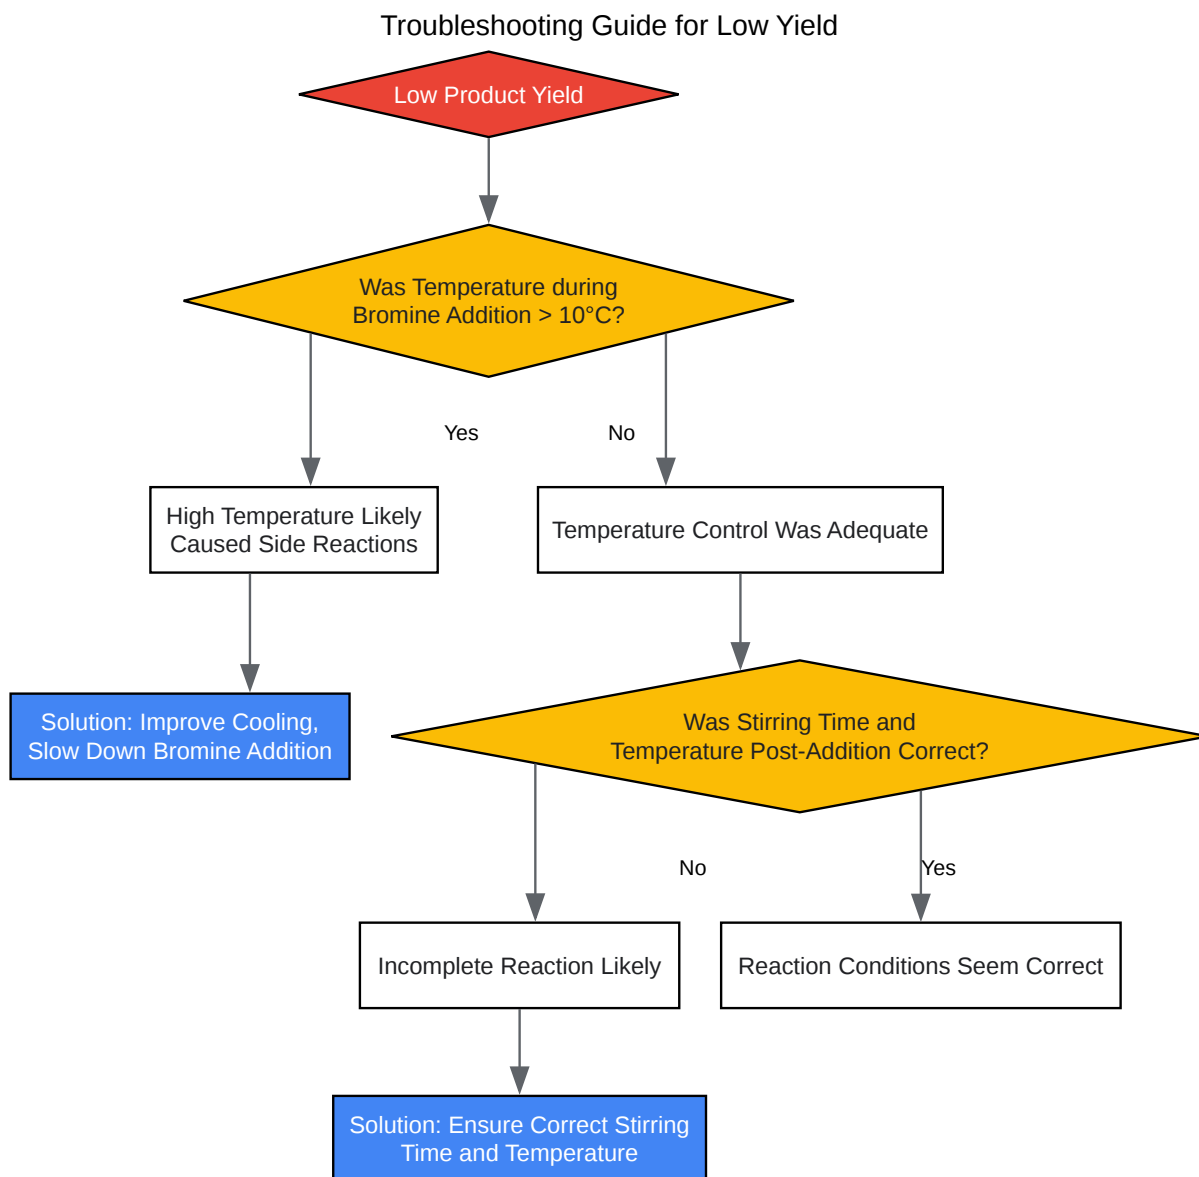 Troubleshooting Guide for Low Yield
Low Product Yield
Was Temperature during
Bromine Addition > 10°C?
Yes
No
High Temperature Likely
Caused Side Reactions
Temperature Control Was Adequate
Solution: Improve Cooling,
Slow Down Bromine Addition
Was Stirring Time and
Temperature Post-Addition Correct?
No
Yes
Incomplete Reaction Likely
Reaction Conditions Seem Correct
Solution: Ensure Correct Stirring
Time and Temperature